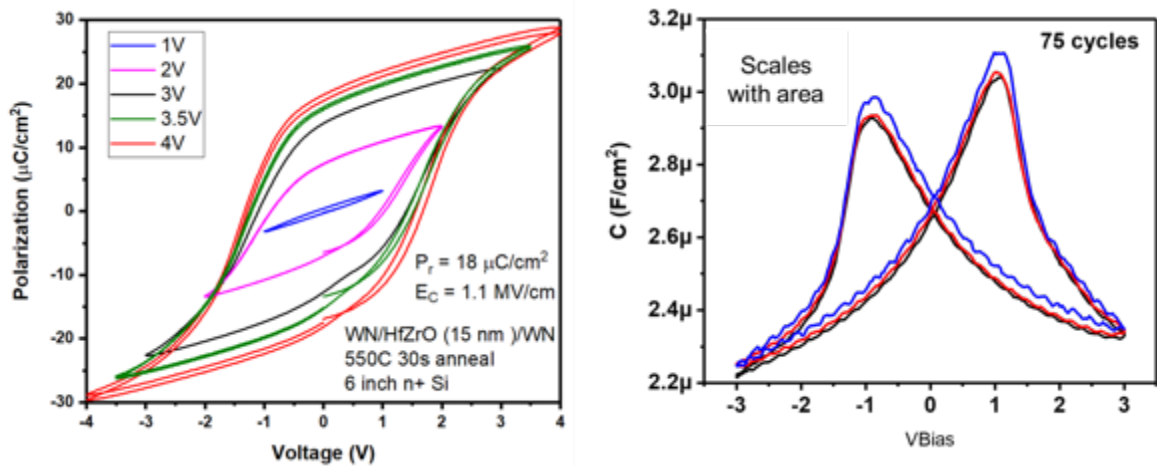 30
20
10
0
-10
-20
-30
Polarization (µC/cm²)
1V
2V
3V
3.5V
4V
Pr = 18 µC/cm²
EC = 1.1 MV/cm
WN/HfZrO (15 nm )/WN
550C 30s anneal
6 inch n+ Si
-4 -3 -2 -1 0 1 2 3 4
Voltage (V)
3.2µ
3.0µ
2.8µ
2.6µ
2.4µ
2.2µ
C (F/cm²)
75 cycles
Scales
with area
-3 -2 -1 0 1 2 3
VBias